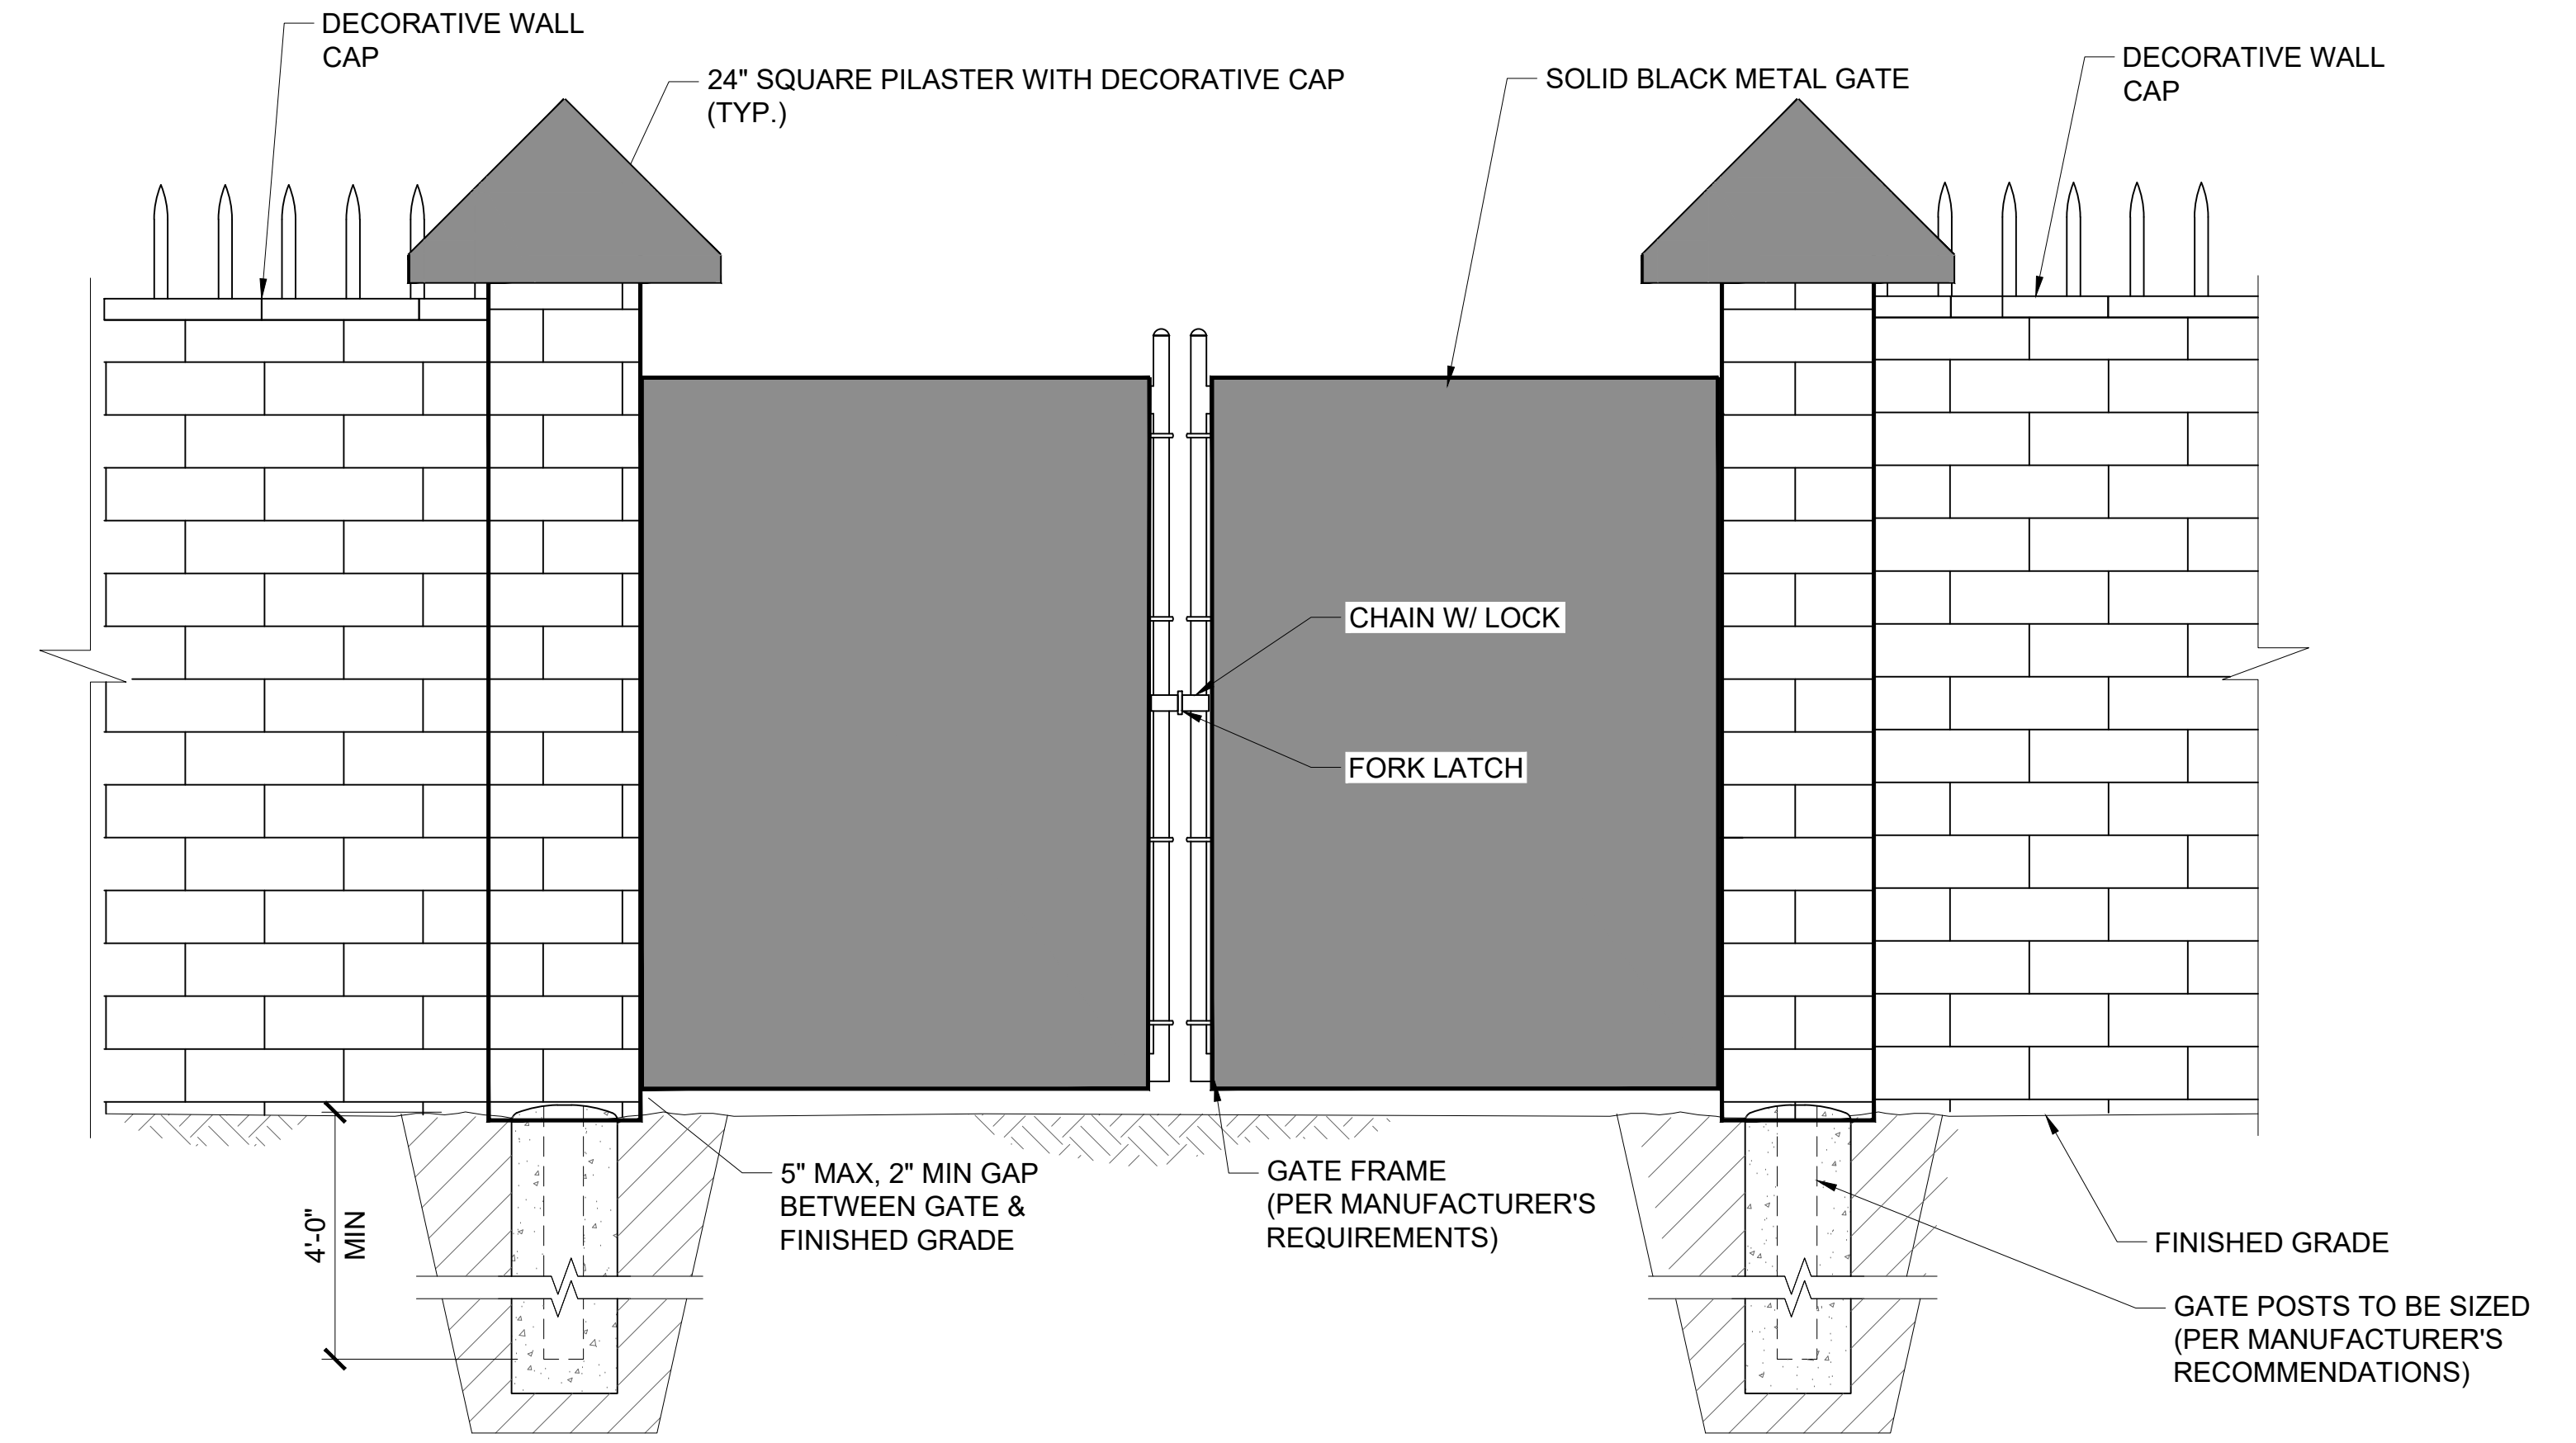 DECORATIVE WALL
CAP
24" SQUARE PILASTER WITH DECORATIVE CAP
(TYP.)
SOLID BLACK METAL GATE
DECORATIVE WALL
CAP
CHAIN W/ LOCK
FORK LATCH
4'-0"
MIN
5" MAX, 2" MIN GAP
BETWEEN GATE &
FINISHED GRADE
GATE FRAME
(PER MANUFACTURER'S
REQUIREMENTS)
FINISHED GRADE
GATE POSTS TO BE SIZED
(PER MANUFACTURER'S
RECOMMENDATIONS)